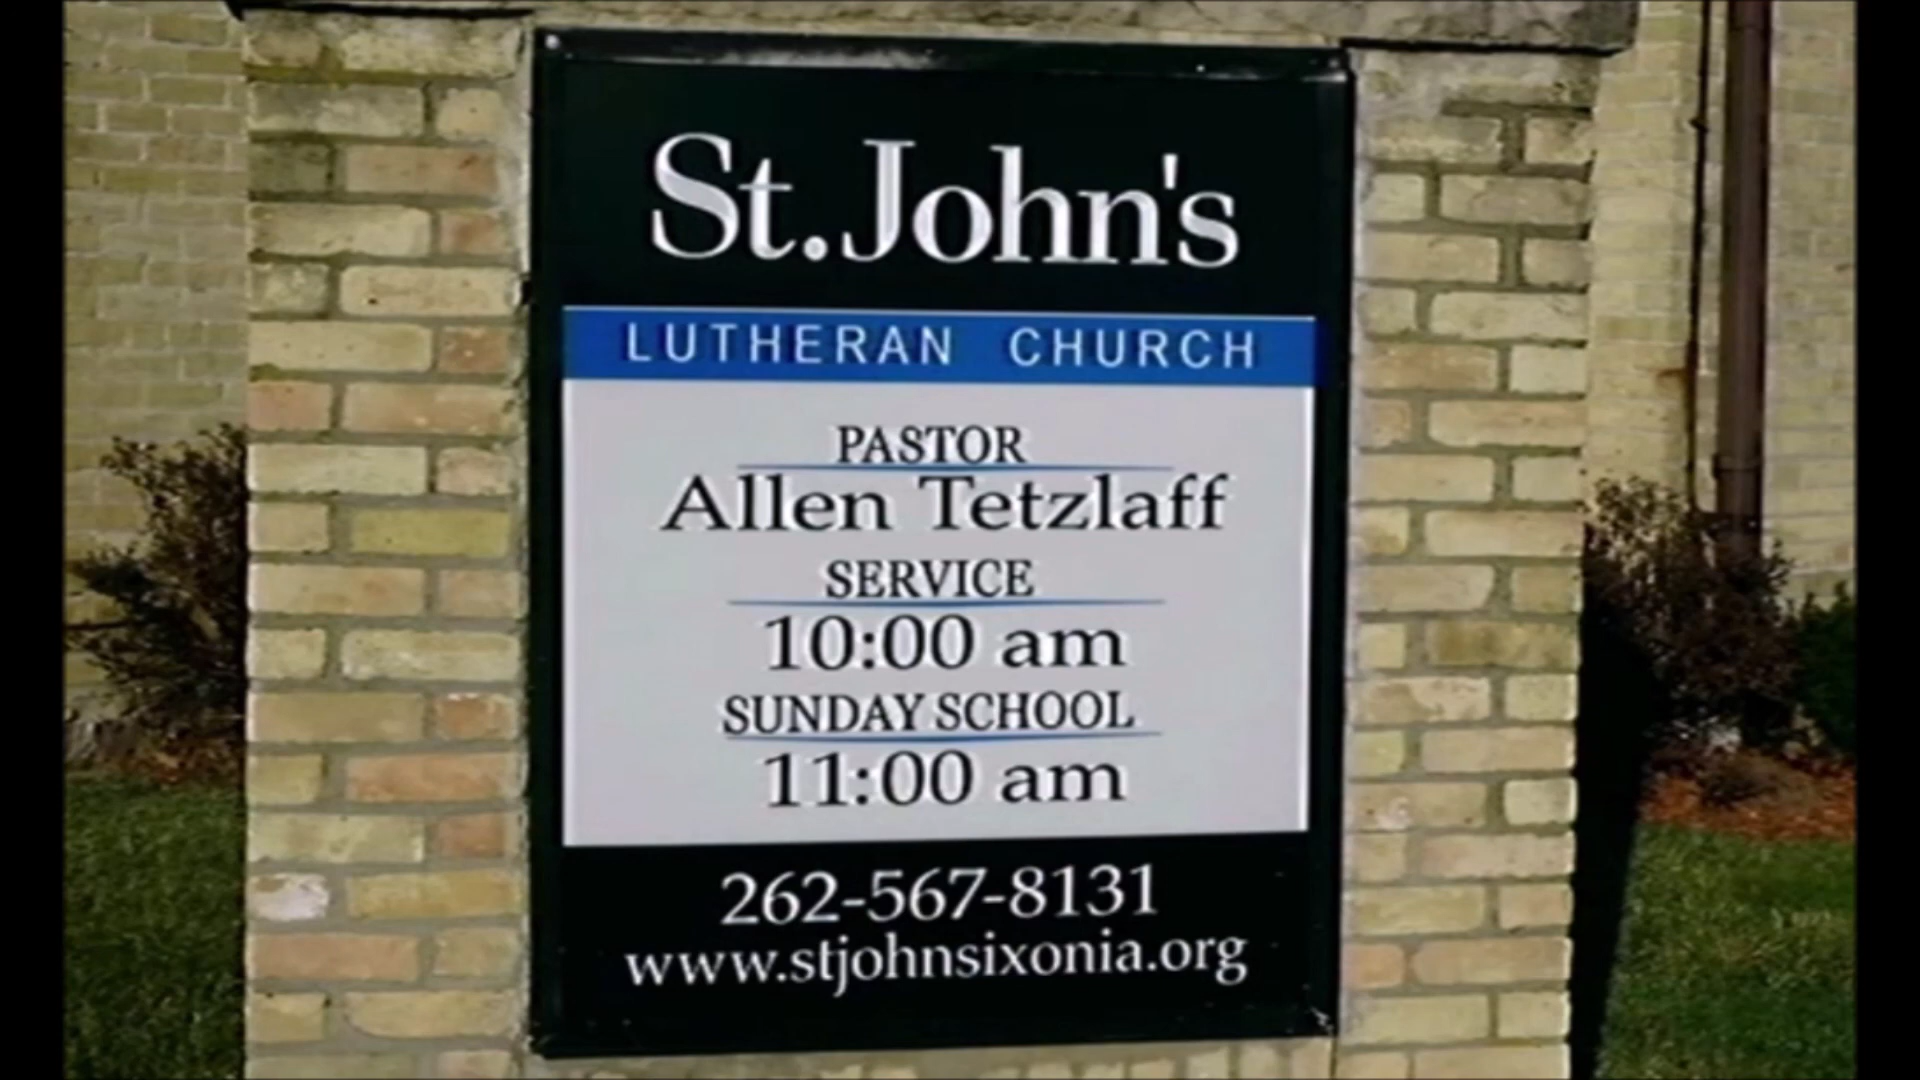 St. John's
LUTHERAN CHURCH
PASTOR
Allen Tetzlaff
SERVICE
10:00 am
SUNDAY SCHOOL
11:00 am
262-567-8131
www.stjohnsixonia.org